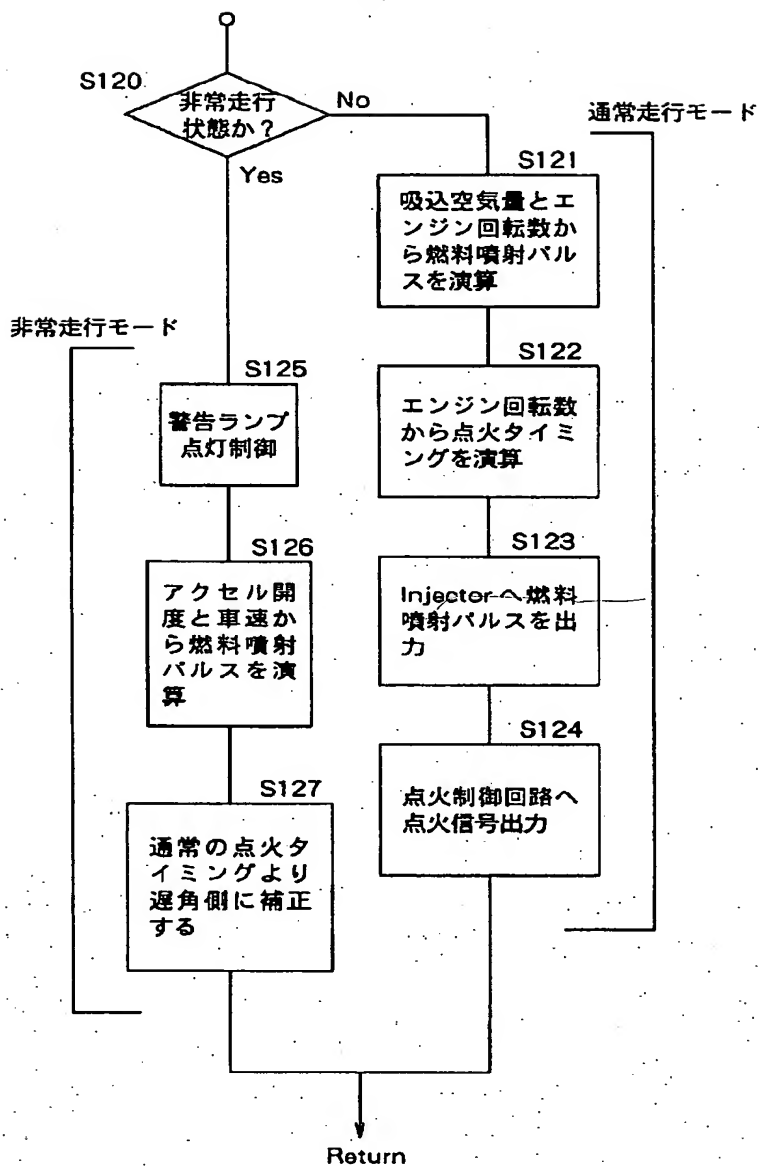 S120
非常走行
状態か？
No
Yes
通常走行モード
S121
吸込空気量とエ
ンジン回転数か
ら燃料噴射パル
スを演算
S122
エンジン回転数
から点火タイミ
ングを演算
S123
Injectorへ燃料
噴射パルスを出
力
S124
点火制御回路へ
点火信号出力
非常走行モード
S125
警告ランプ
点灯制御
S126
アクセル開
度と車速か
ら燃料噴射
パルスを演
算
S127
通常の点火タ
イミングより
遅角側に補正
する
Return